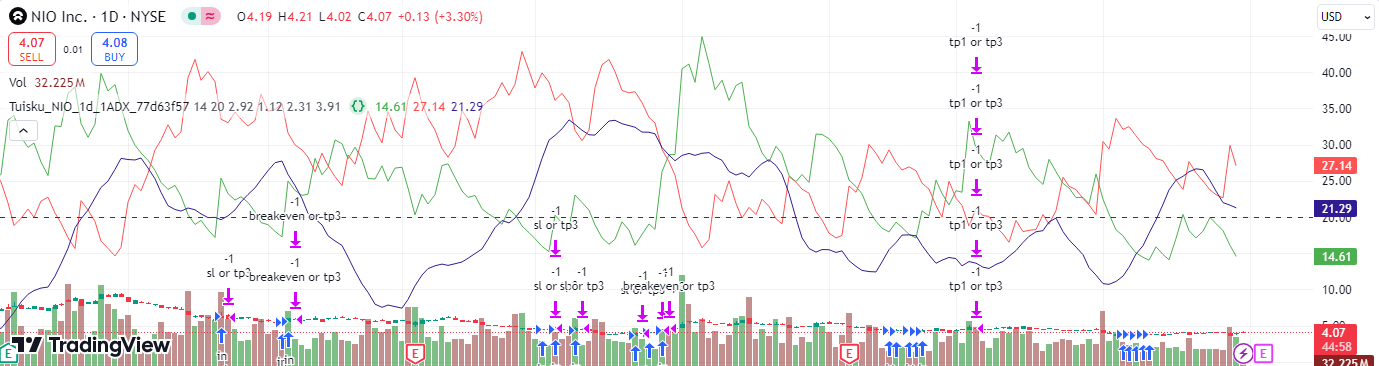 NIO Inc. · 1D · NYSE O4.19 H4.21 L4.02 C4.07 +0.13 (+3.30%)
USD
4.07 SELL
0.01
4.08 BUY
Vol 32.225M
Tuisku_NIO_1d_1ADX_77d63f57 14 20 2.92 1.12 2.31 3.91 {} 14.61 27.14 21.29
-1
tp1 or tp3
-1
tp1 or tp3
-1
tp1 or tp3
-1
tp1 or tp3
-1
tp1 or tp3
-1
breakeven or tp3
-1
breakeven or tp3
-1
sl or tp3
-1
sl or tp3
-1
sl or
-1
or tp3
-1
breakeven or tp3
in
in
45.00
40.00
35.00
30.00
27.14
25.00
21.29
20.00
14.61
10.00
4.07
44:58
32.225M
E
E
E
E
TradingView